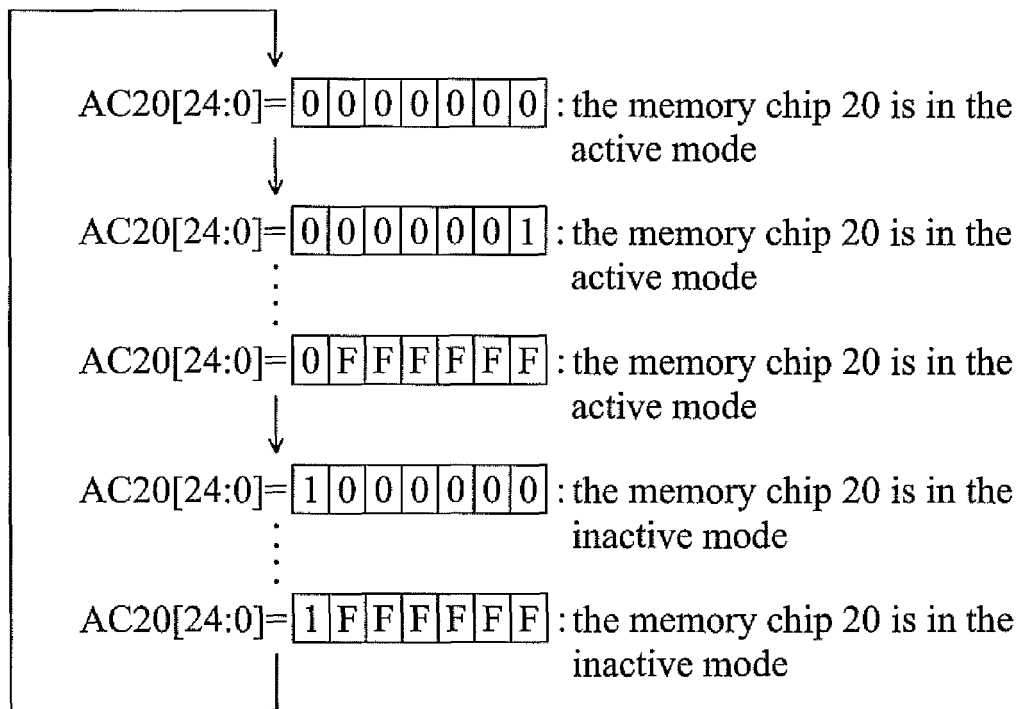 AC20[24:0]= 0 0 0 0 0 0 0 : the memory chip 20 is in the
active mode
AC20[24:0]= 0 0 0 0 0 0 1 : the memory chip 20 is in the
active mode
AC20[24:0]= 0 F F F F F F : the memory chip 20 is in the
active mode
AC20[24:0]= 1 0 0 0 0 0 0 : the memory chip 20 is in the
inactive mode
AC20[24:0]= 1 F F F F F F : the memory chip 20 is in the
inactive mode